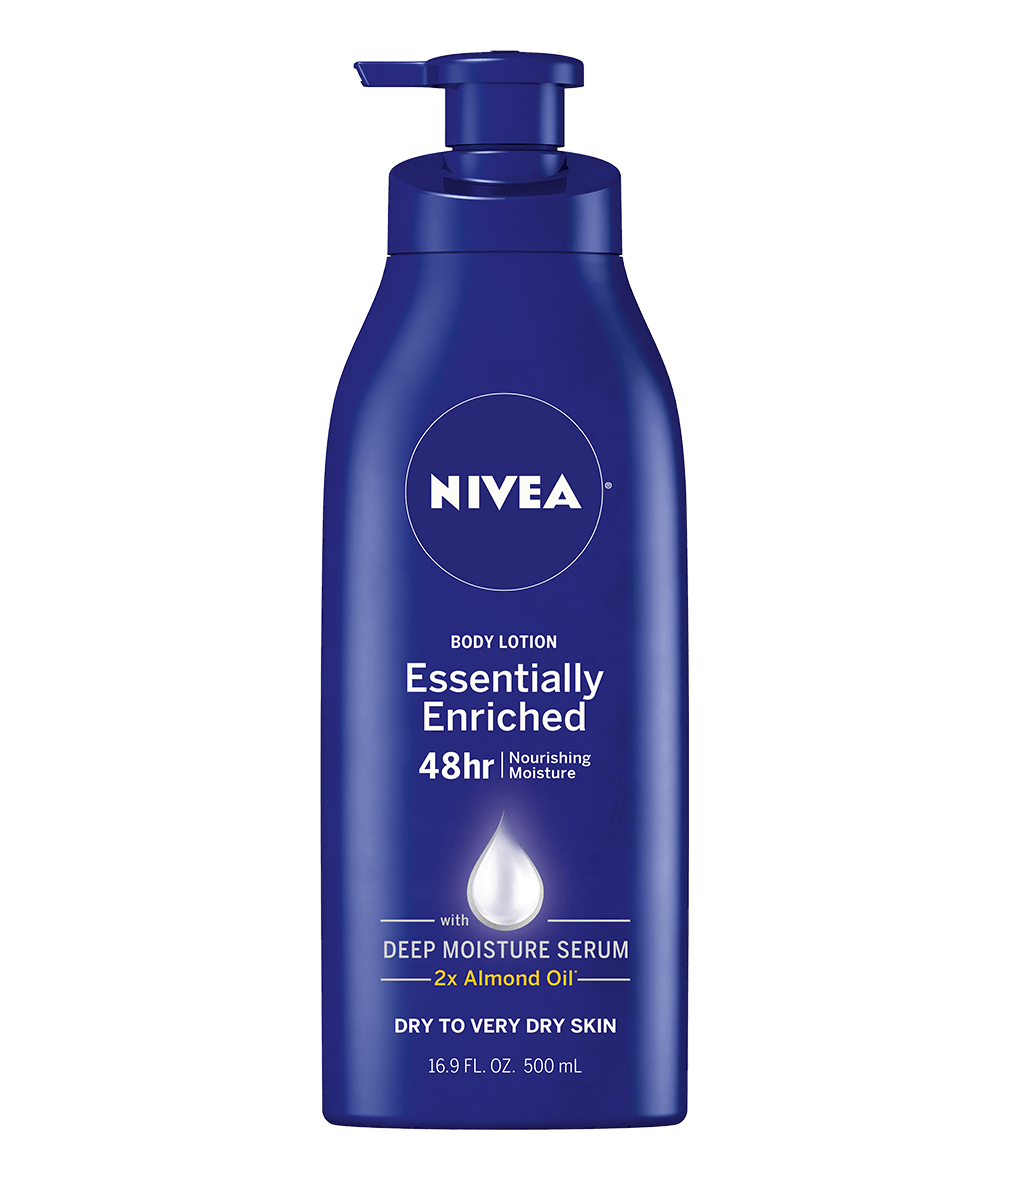 NIVEA®
BODY LOTION
Essentially
Enriched
48hr | Nourishing
Moisture
with
DEEP MOISTURE SERUM
2x Almond Oil*
DRY TO VERY DRY SKIN
16.9 FL. OZ. 500 mL